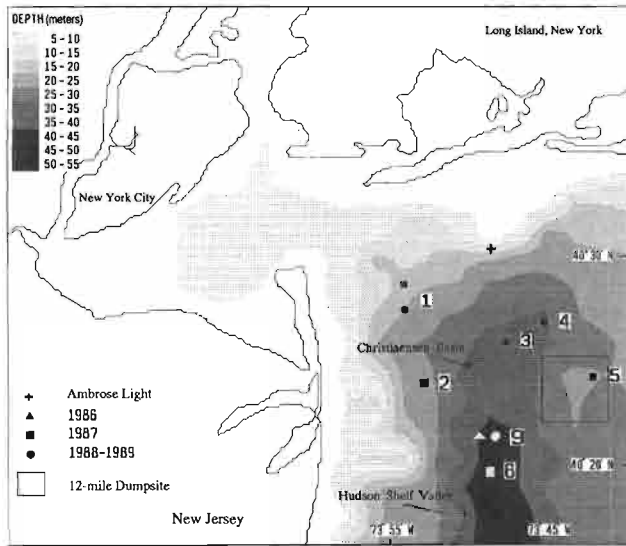 DEPTH (meters)
5 - 10
10 - 15
15 - 20
20 - 25
25 - 30
30 - 35
35 - 40
40 - 45
45 - 50
50 - 55
Long Island, New York
New York City
40° 30' N
1
4
3
Christiaensen Basin
2
5
Ambrose Light
1986
1987
1988-1989
12-mile Dumpsite
9
6
40° 20' N
Hudson Shelf Valley
New Jersey
73° 55' W
73° 45' W